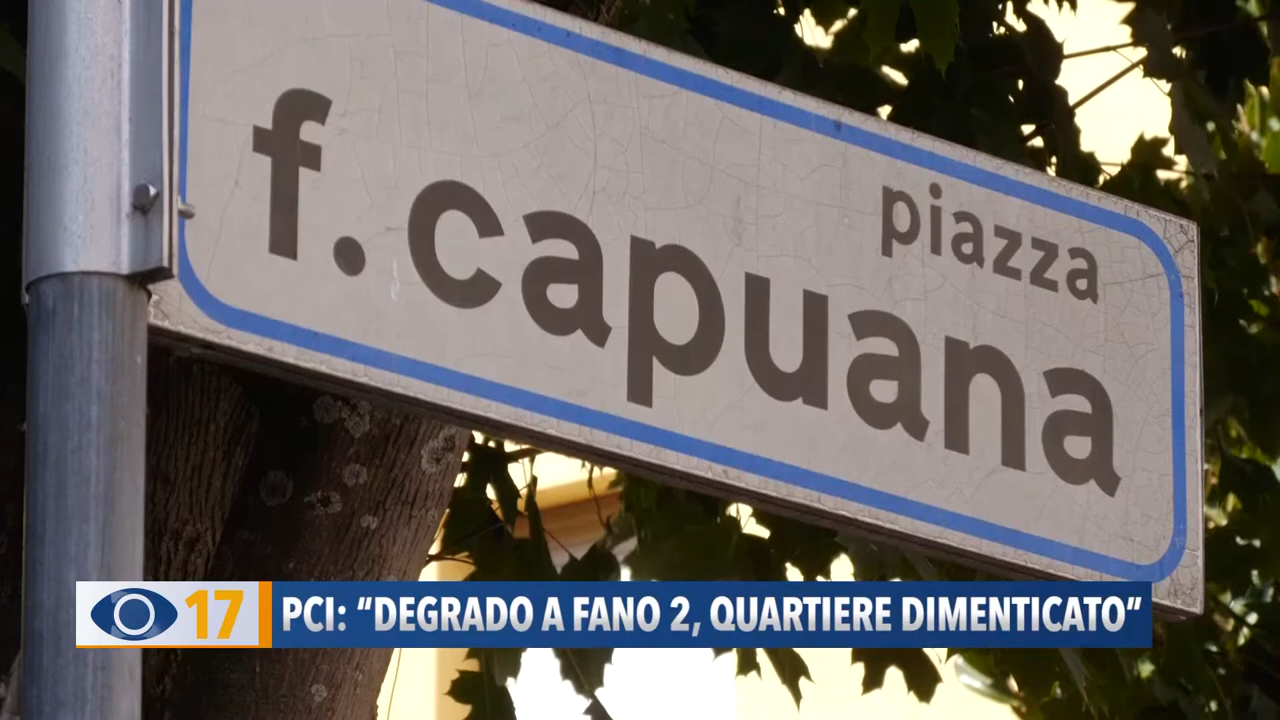 piazza
f. capuana
17
PCI: “DEGRADO A FANO 2, QUARTIERE DIMENTICATO”